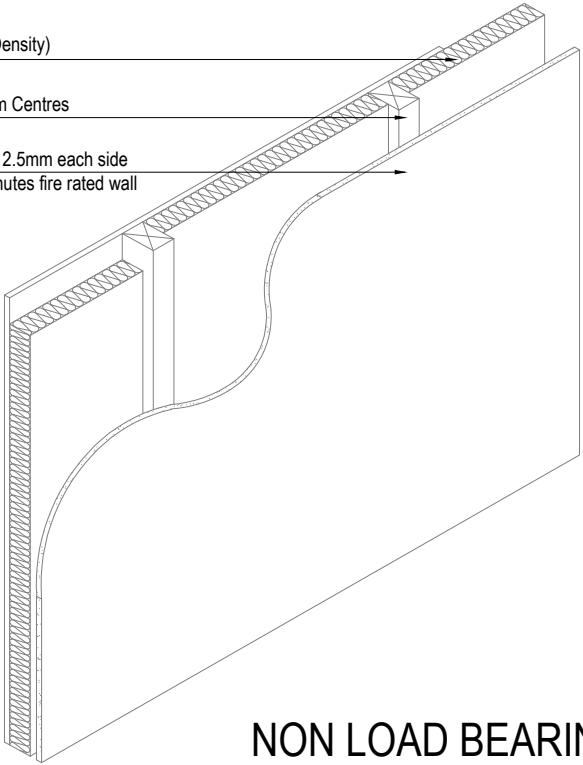 Density)
m Centres
2.5mm each side
nutes fire rated wall
NON LOAD BEARIN